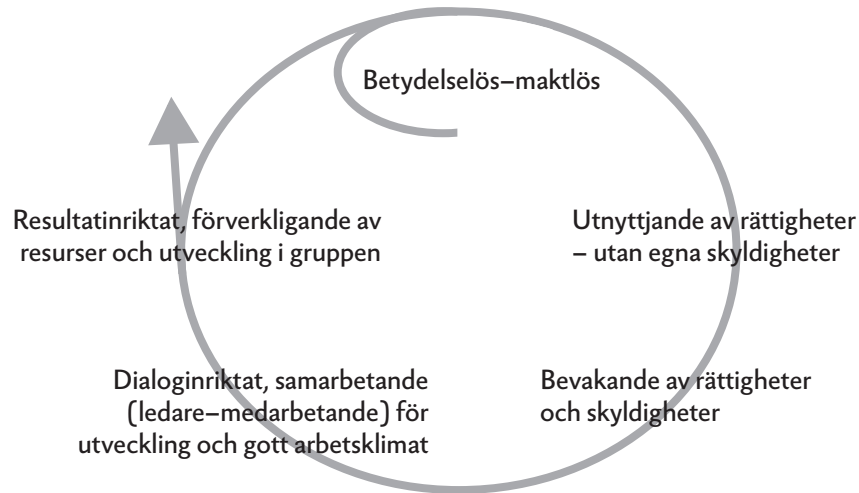 Betydelselös–maktlös
Utnyttjande av rättigheter
– utan egna skyldigheter
Bevakande av rättigheter
och skyldigheter
Dialoginriktat, samarbetande
(ledare–medarbetande) för
utveckling och gott arbetsklimat
Resultatinriktat, förverkligande av
resurser och utveckling i gruppen